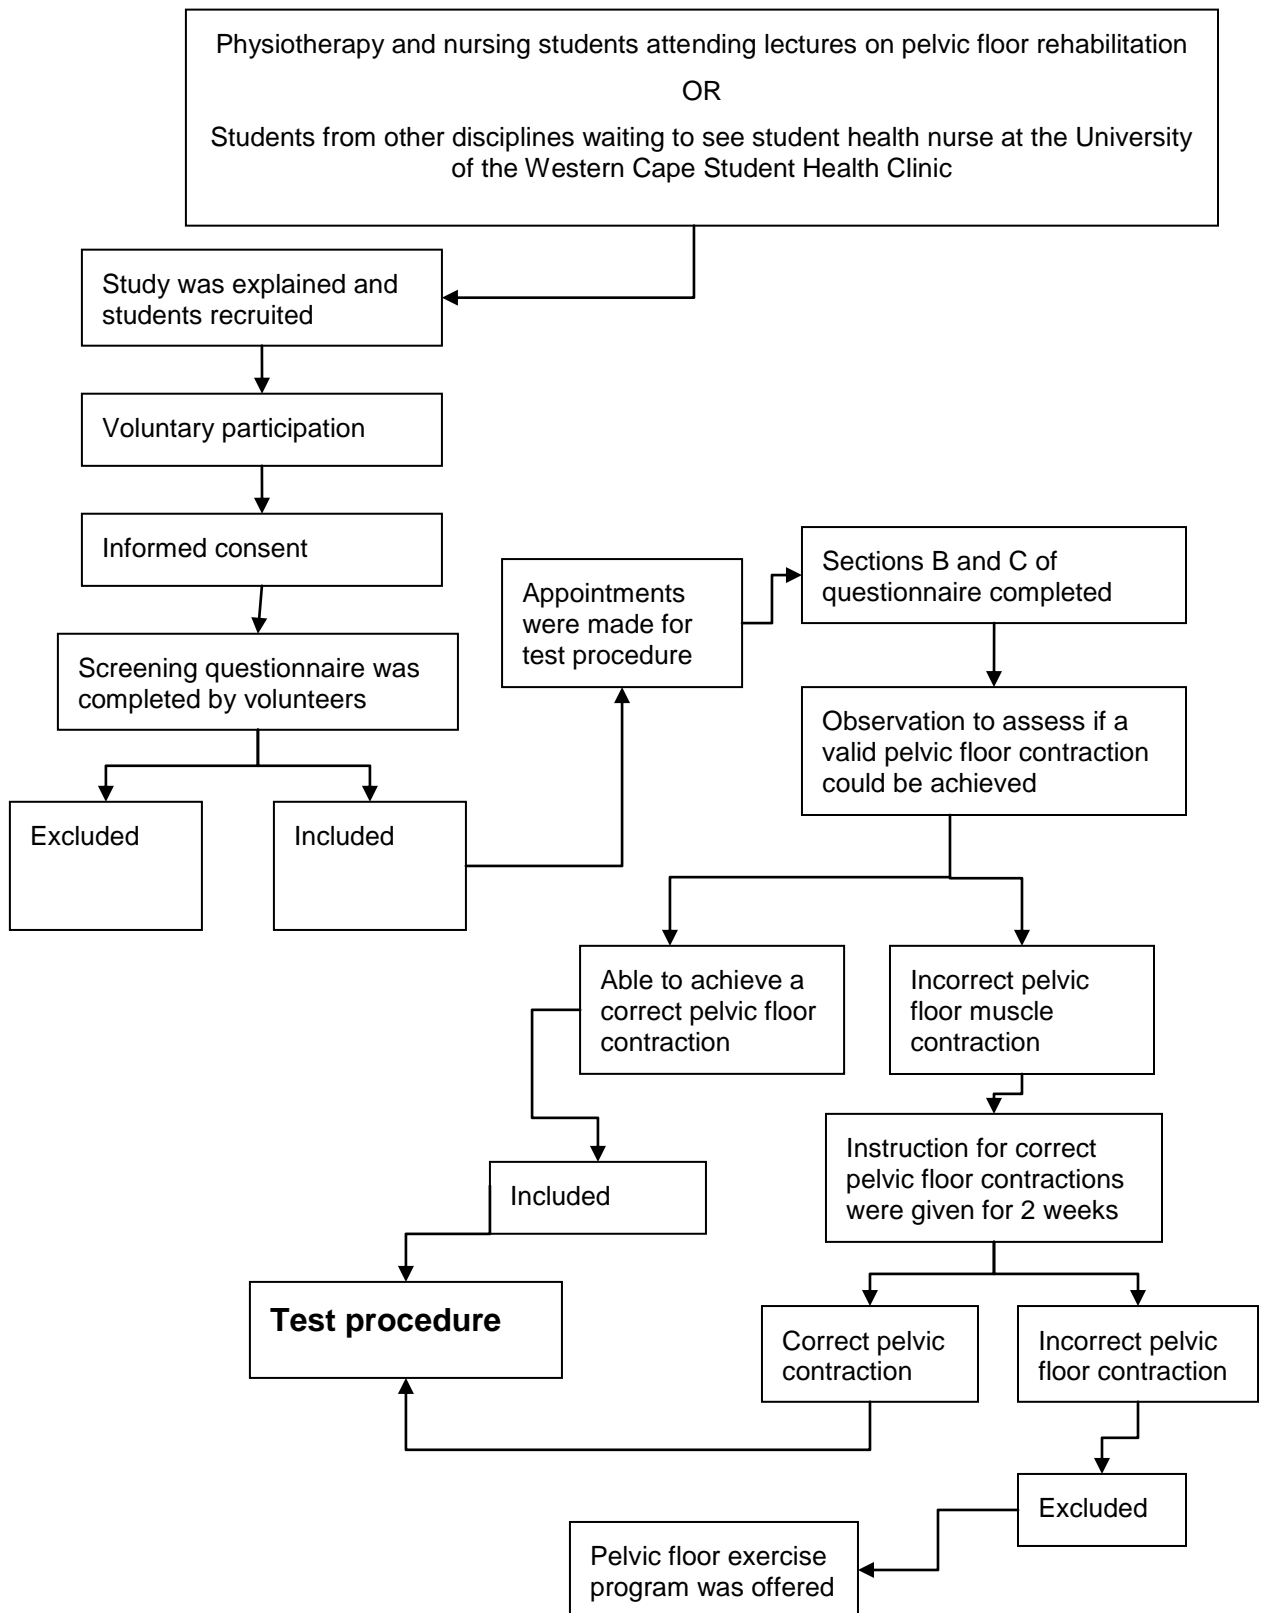 Physiotherapy and nursing students attending lectures on pelvic floor rehabilitation
OR
Students from other disciplines waiting to see student health nurse at the University
of the Western Cape Student Health Clinic
Study was explained and
students recruited
Voluntary participation
Informed consent
Screening questionnaire was
completed by volunteers
Excluded
Included
Appointments
were made for
test procedure
Sections B and C of
questionnaire completed
Observation to assess if a
valid pelvic floor contraction
could be achieved
Able to achieve a
correct pelvic floor
contraction
Incorrect pelvic
floor muscle
contraction
Included
Instruction for correct
pelvic floor contractions
were given for 2 weeks
Test procedure
Correct pelvic
contraction
Incorrect pelvic
floor contraction
Excluded
Pelvic floor exercise
program was offered